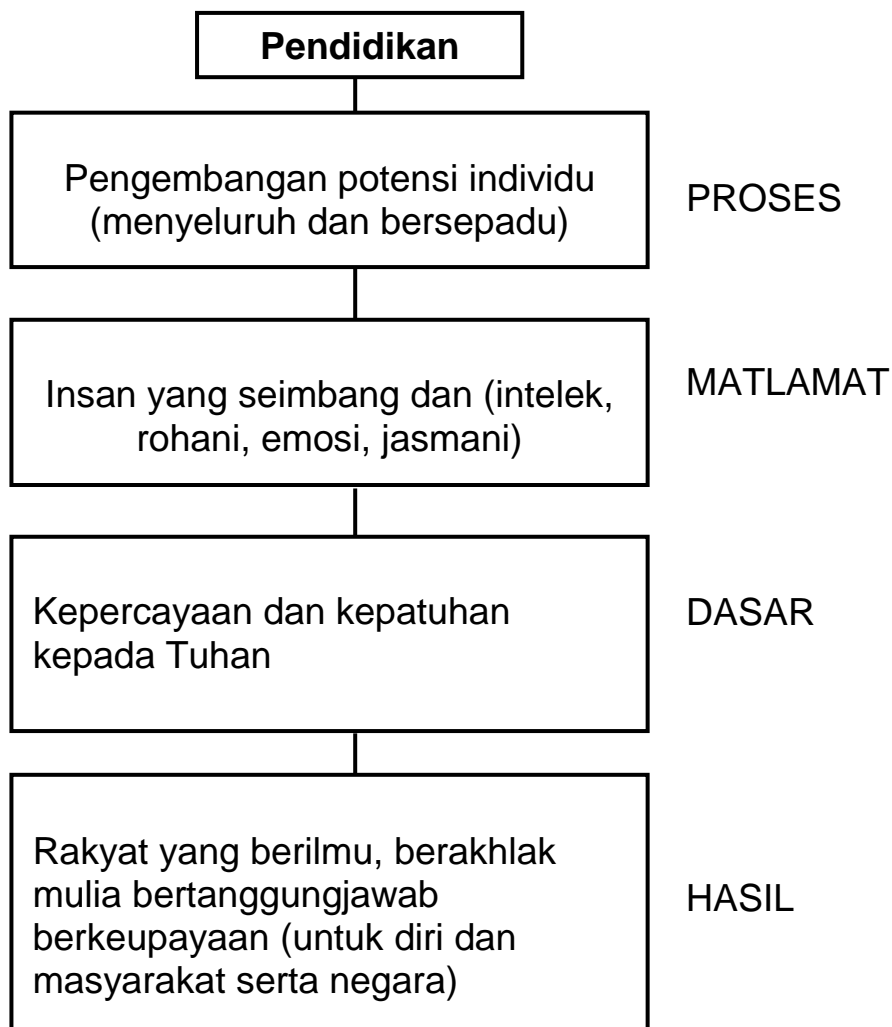 Pendidikan
Pengembangan potensi individu
(menyeluruh dan bersepadu)
PROSES
Insan yang seimbang dan (intelek,
rohani, emosi, jasmani)
MATLAMAT
Kepercayaan dan kepatuhan
kepada Tuhan
DASAR
Rakyat yang berilmu, berakhlak
mulia bertanggungjawab
berkeupayaan (untuk diri dan
masyarakat serta negara)
HASIL